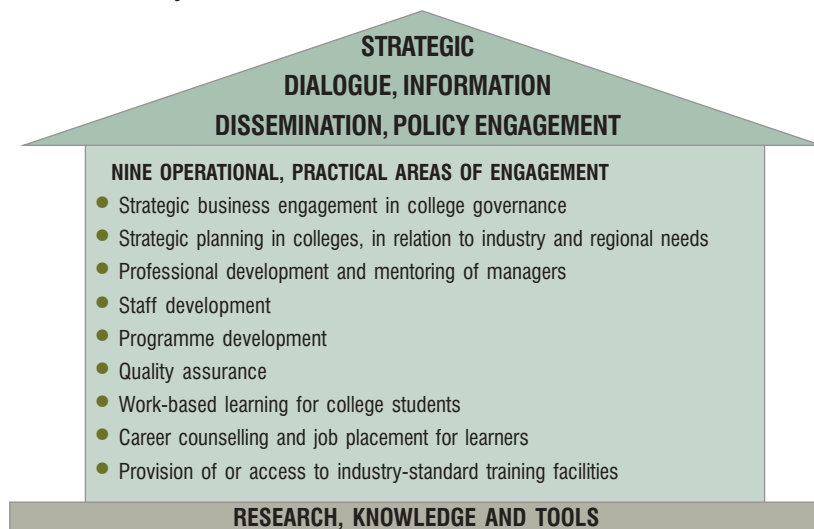 STRATEGIC
DIALOGUE, INFORMATION
DISSEMINATION, POLICY ENGAGEMENT
NINE OPERATIONAL, PRACTICAL AREAS OF ENGAGEMENT
• Strategic business engagement in college governance
• Strategic planning in colleges, in relation to industry and regional needs
• Professional development and mentoring of managers
• Staff development
• Programme development
• Quality assurance
• Work-based learning for college students
• Career counselling and job placement for learners
• Provision of or access to industry-standard training facilities
RESEARCH, KNOWLEDGE AND TOOLS